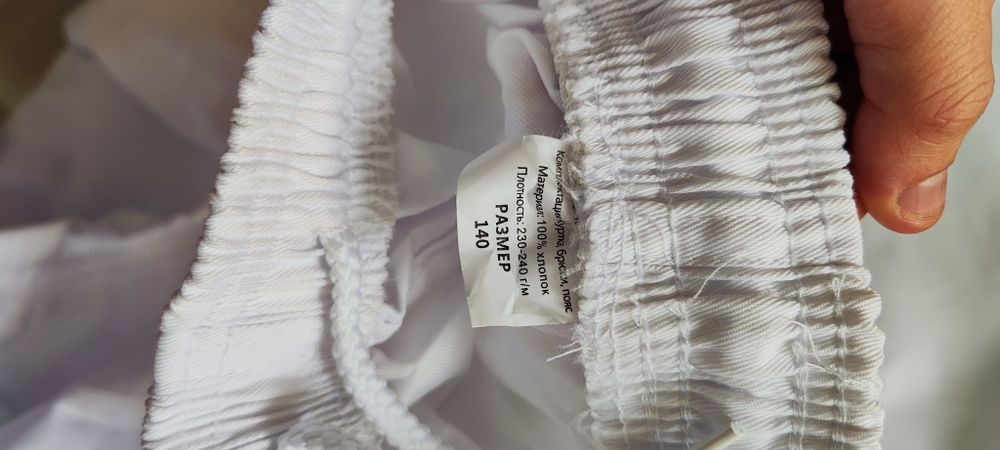 Комплектация: куртка, брюки, пояс
Материал: 100% хлопок
Плотность: 230-240 г/м
РАЗМЕР
140